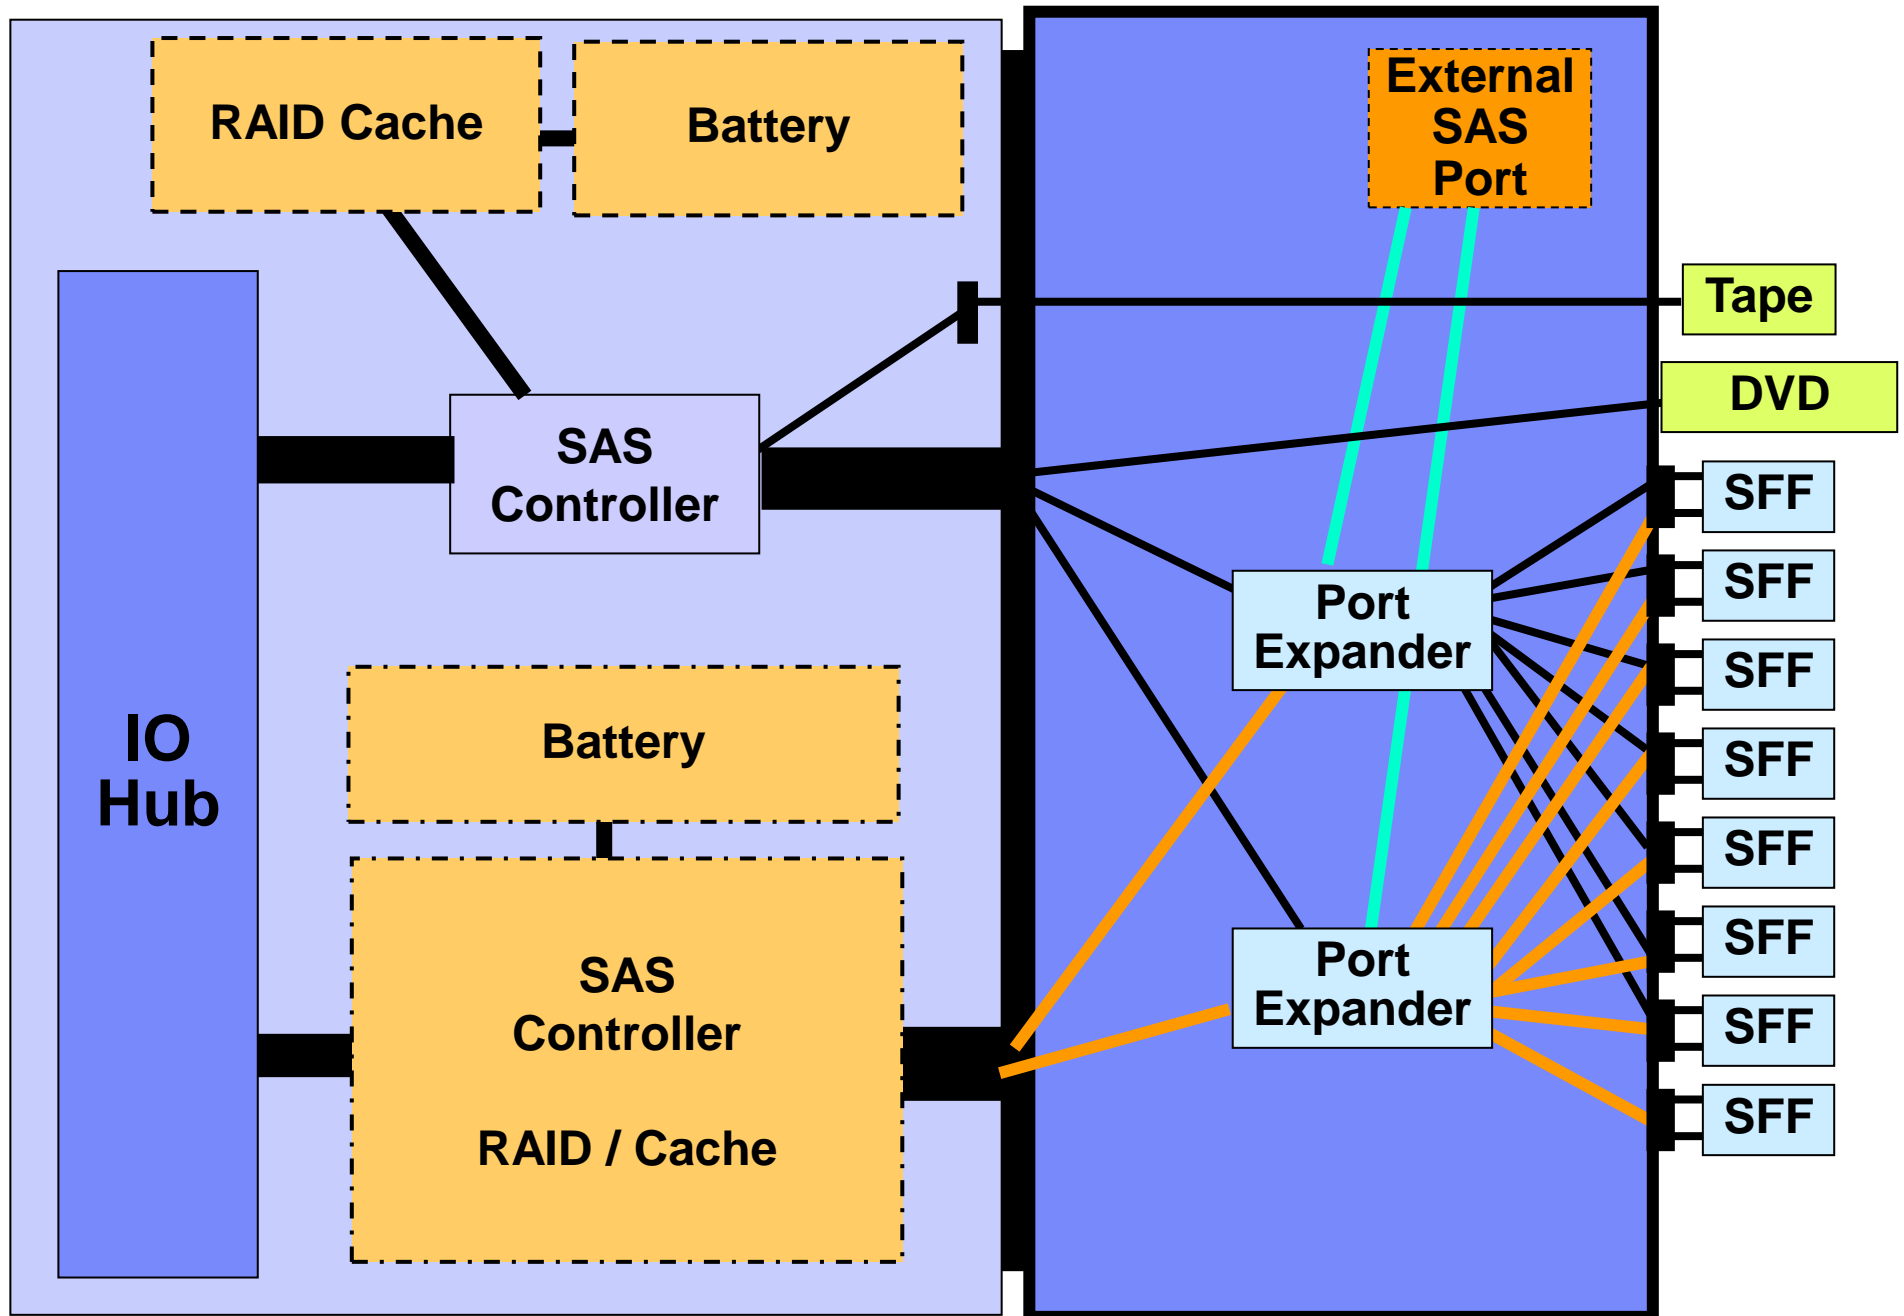 RAID Cache
Battery
External
SAS
Port
Tape
DVD
SAS
Controller
SFF
SFF
Port
Expander
SFF
IO
Hub
Battery
SFF
SFF
SAS
Controller
RAID / Cache
Port
Expander
SFF
SFF
SFF